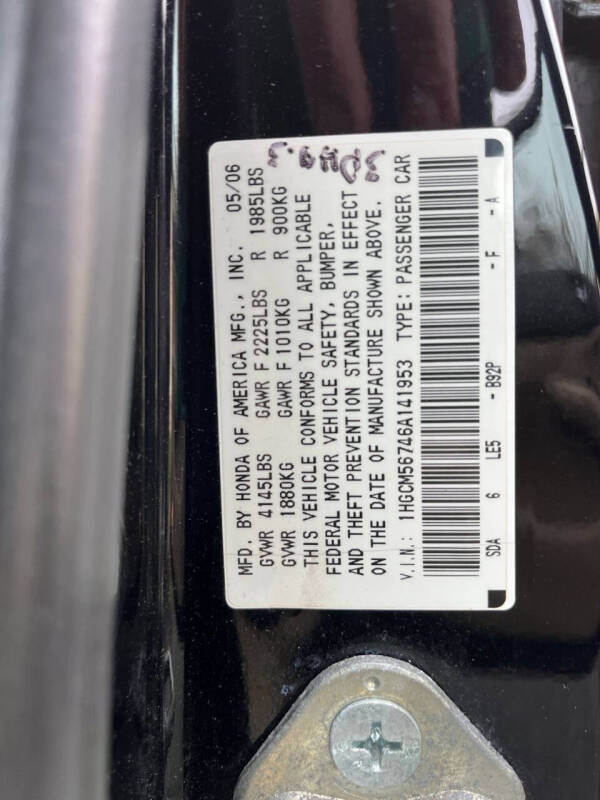 MFD. BY HONDA OF AMERICA MFG., INC. 05/06
GVWR 4145LBS GAWR F 2225LBS R 1985LBS
GVWR 1880KG GAWR F 1010KG R 900KG
THIS VEHICLE CONFORMS TO ALL APPLICABLE
FEDERAL MOTOR VEHICLE SAFETY, BUMPER,
AND THEFT PREVENTION STANDARDS IN EFFECT
ON THE DATE OF MANUFACTURE SHOWN ABOVE.
V.I.N.: 1HGCM56746A141953 TYPE: PASSENGER CAR
SDA 6 LE5 - B92P - F - A